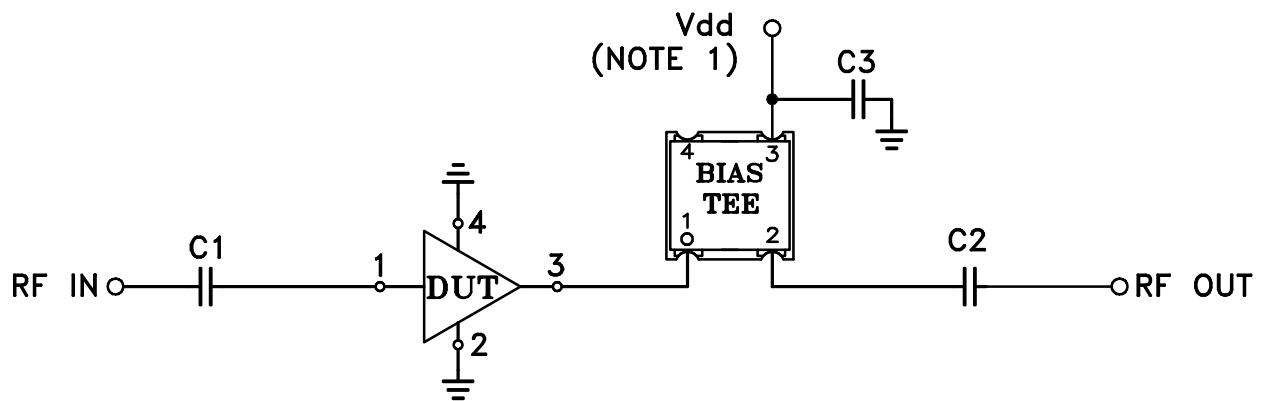 Vdd
(NOTE 1)
C3
4
3
BIAS
TEE
1
2
4
C1
C2
RF IN
1
DUT
3
RF OUT
2